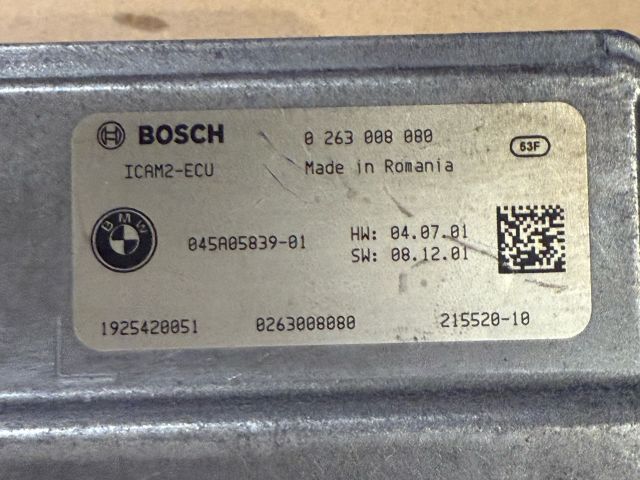 BOSCH 0 263 008 080
ICAM2-ECU Made in Romania 63F
BMW 045A05839-01 HW: 04.07.01
SW: 08.12.01
1925420051 0263008080 215520-10